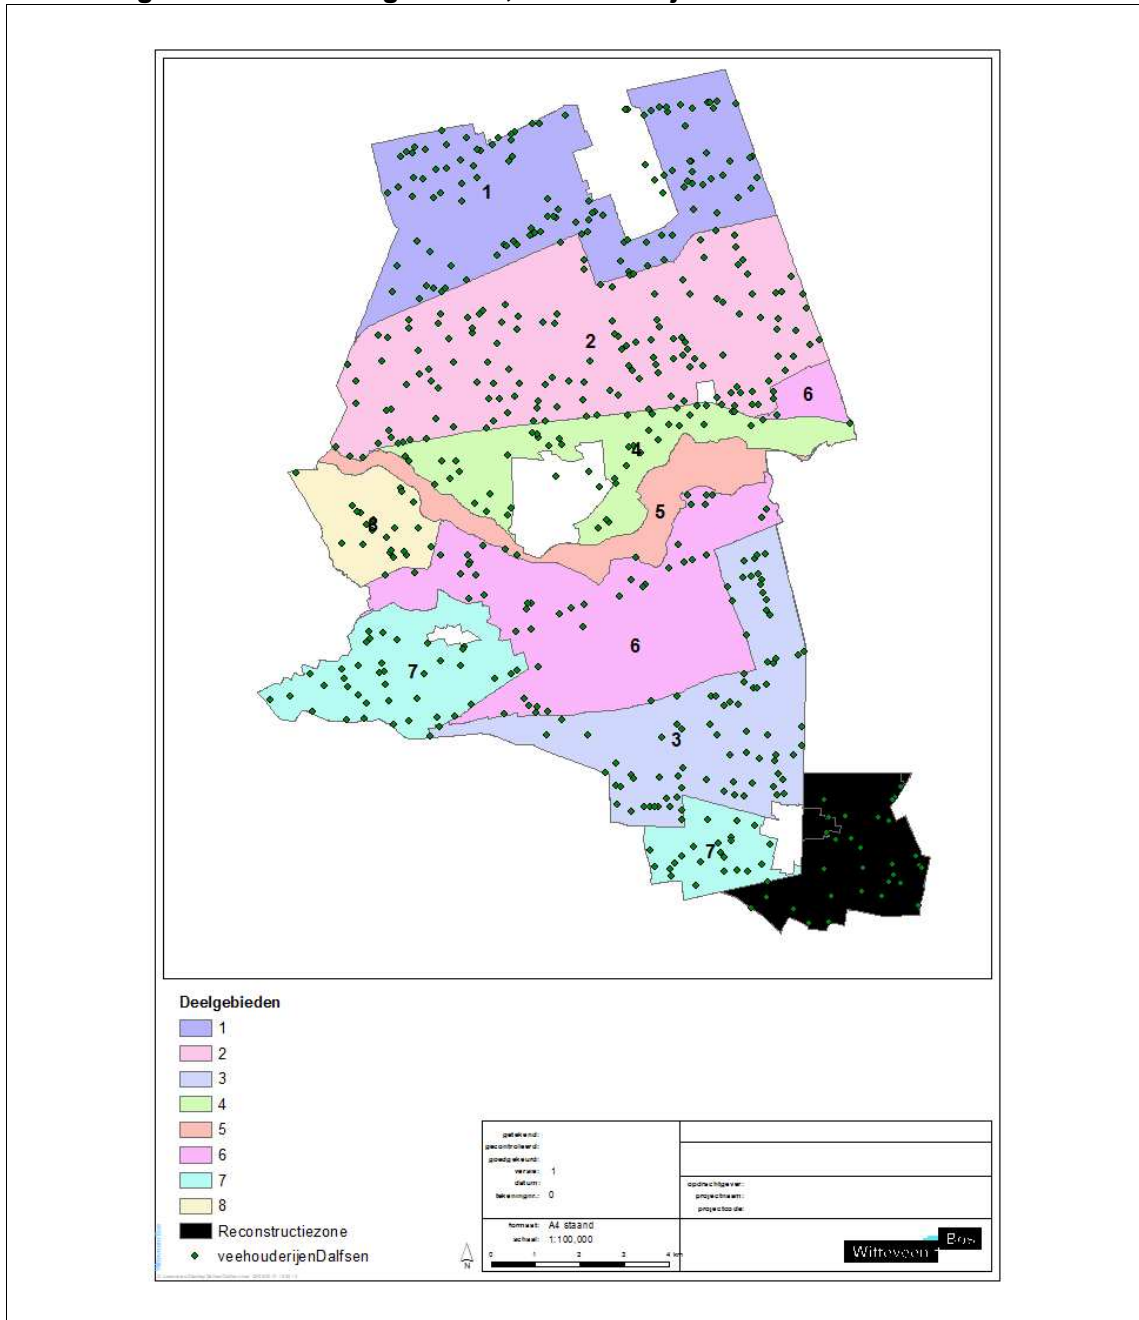 1
2
6
4
5
8
6
7
3
7
Deelgebieden
1
2
3
4
5
6
7
8
Reconstructiezone
veehouderijenDalfsen
getekend:
gecontroleerd:
goedgekeurd:
versie: 1
datum:
tekeningnr.: 0
opdrachtgever:
projectnaam:
projectcode:
formaat: A4 staand
schaal: 1:100,000
N
0 1 2 3 4 km
Witteveen
Bos